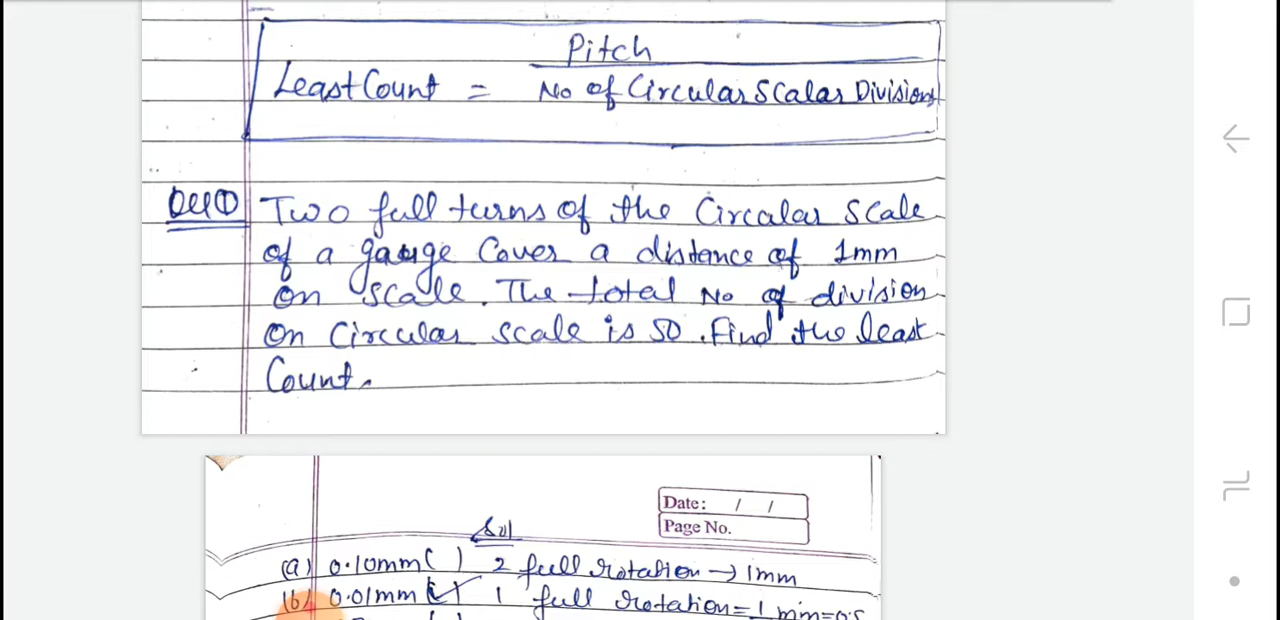 Pitch
Least Count = No of Circular Scalar Divisions
Que① Two full turns of the Circular Scale
of a gauge Cover a distance of 1mm
on scale. The total No of division
on Circular scale is 50. Find the least
Count.
Date: / /
Page No.
Sol
(a) 0.10mm ( ) 2 full rotation → 1mm
(b) 0.01mm (✓) 1 full rotation = 1 mm = 0.5